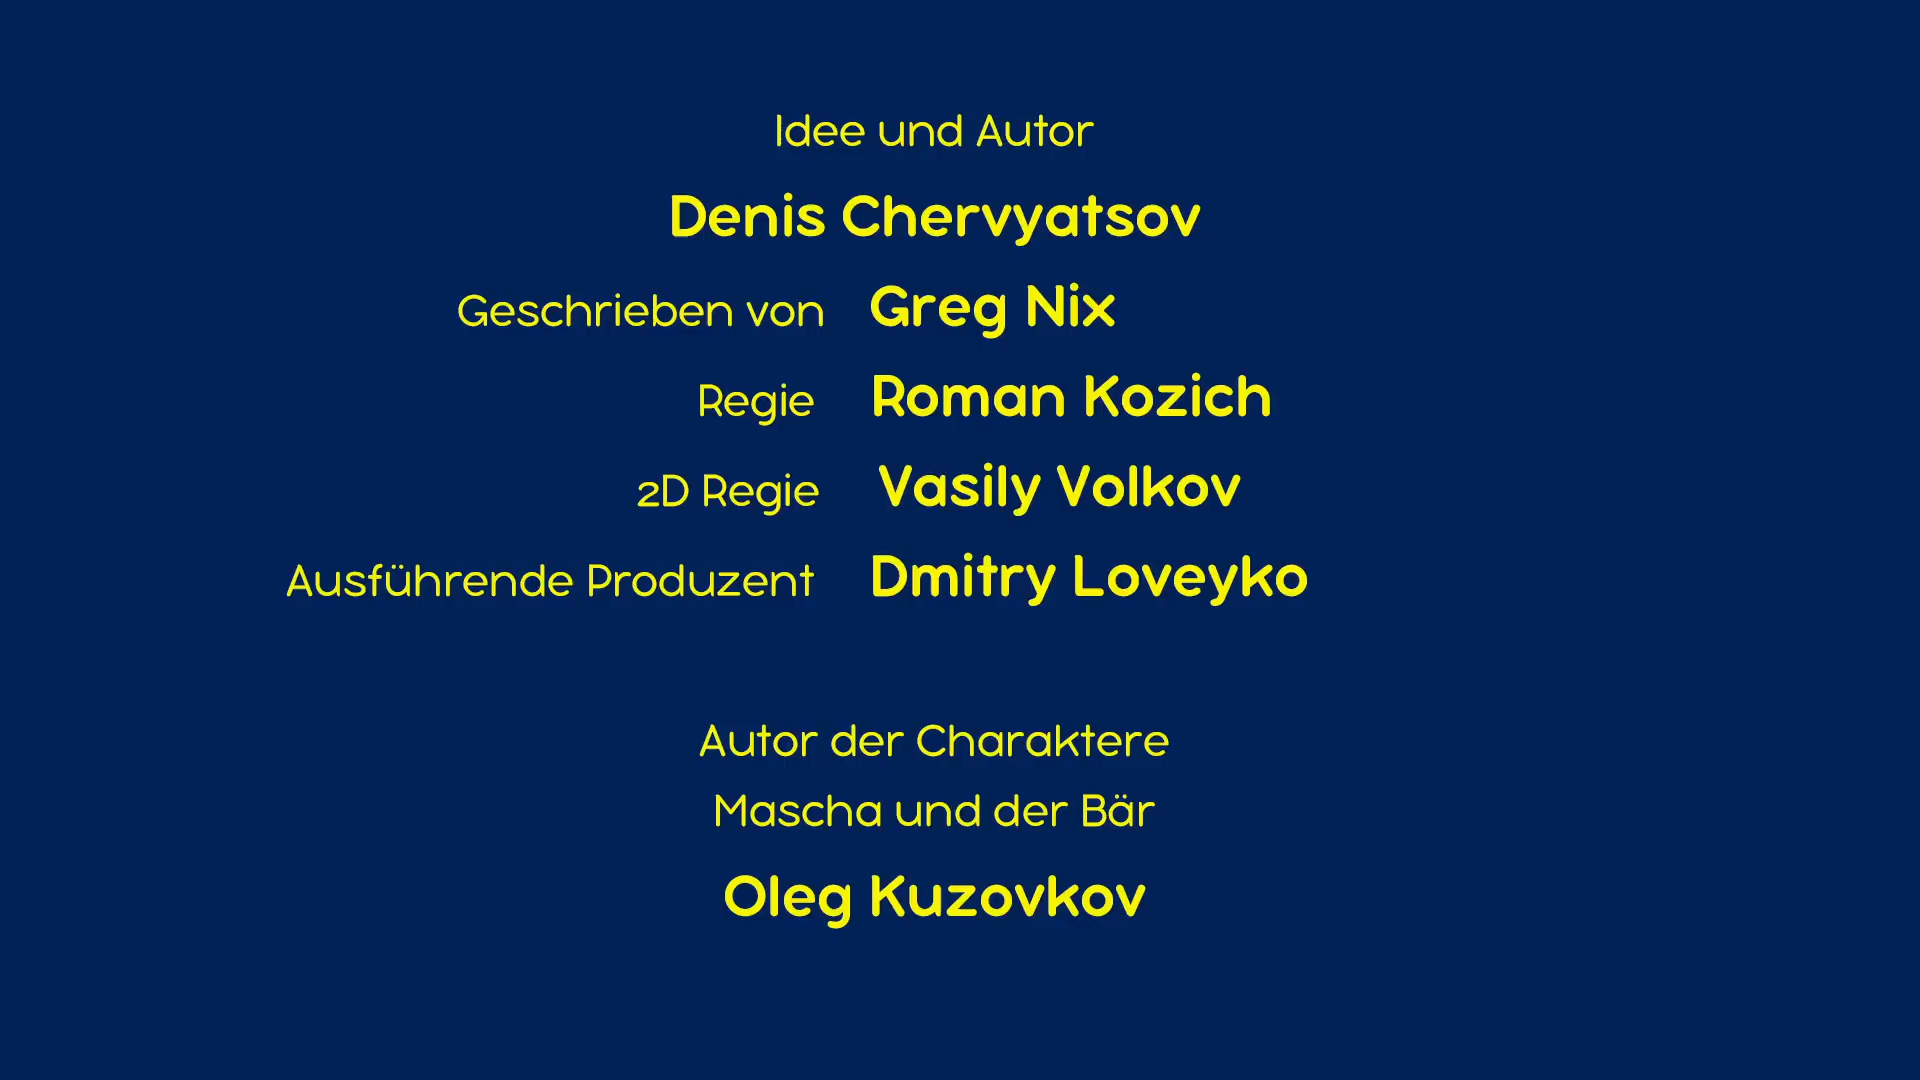 Idee und Autor
Denis Chervyatsov
Geschrieben von Greg Nix
Regie Roman Kozich
2D Regie Vasily Volkov
Ausführende Produzent Dmitry Loveyko
Autor der Charaktere
Mascha und der Bär
Oleg Kuzovkov